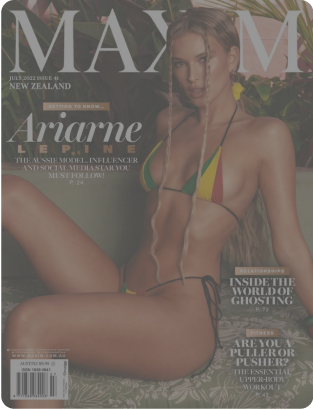 MAXIM
JULY 2022 ISSUE 41
NEW ZEALAND
GETTING TO KNOW...
Ariarne
LEPINE
THE AUSSIE MODEL, INFLUENCER
AND SOCIAL MEDIA STAR YOU
MUST FOLLOW!
RELATIONSHIPS
INSIDE THE
WORLD OF
GHOSTING
FITNESS
ARE YOU A
PULLER OR
PUSHER?
THE ESSENTIAL
UPPER-BODY
WORKOUT